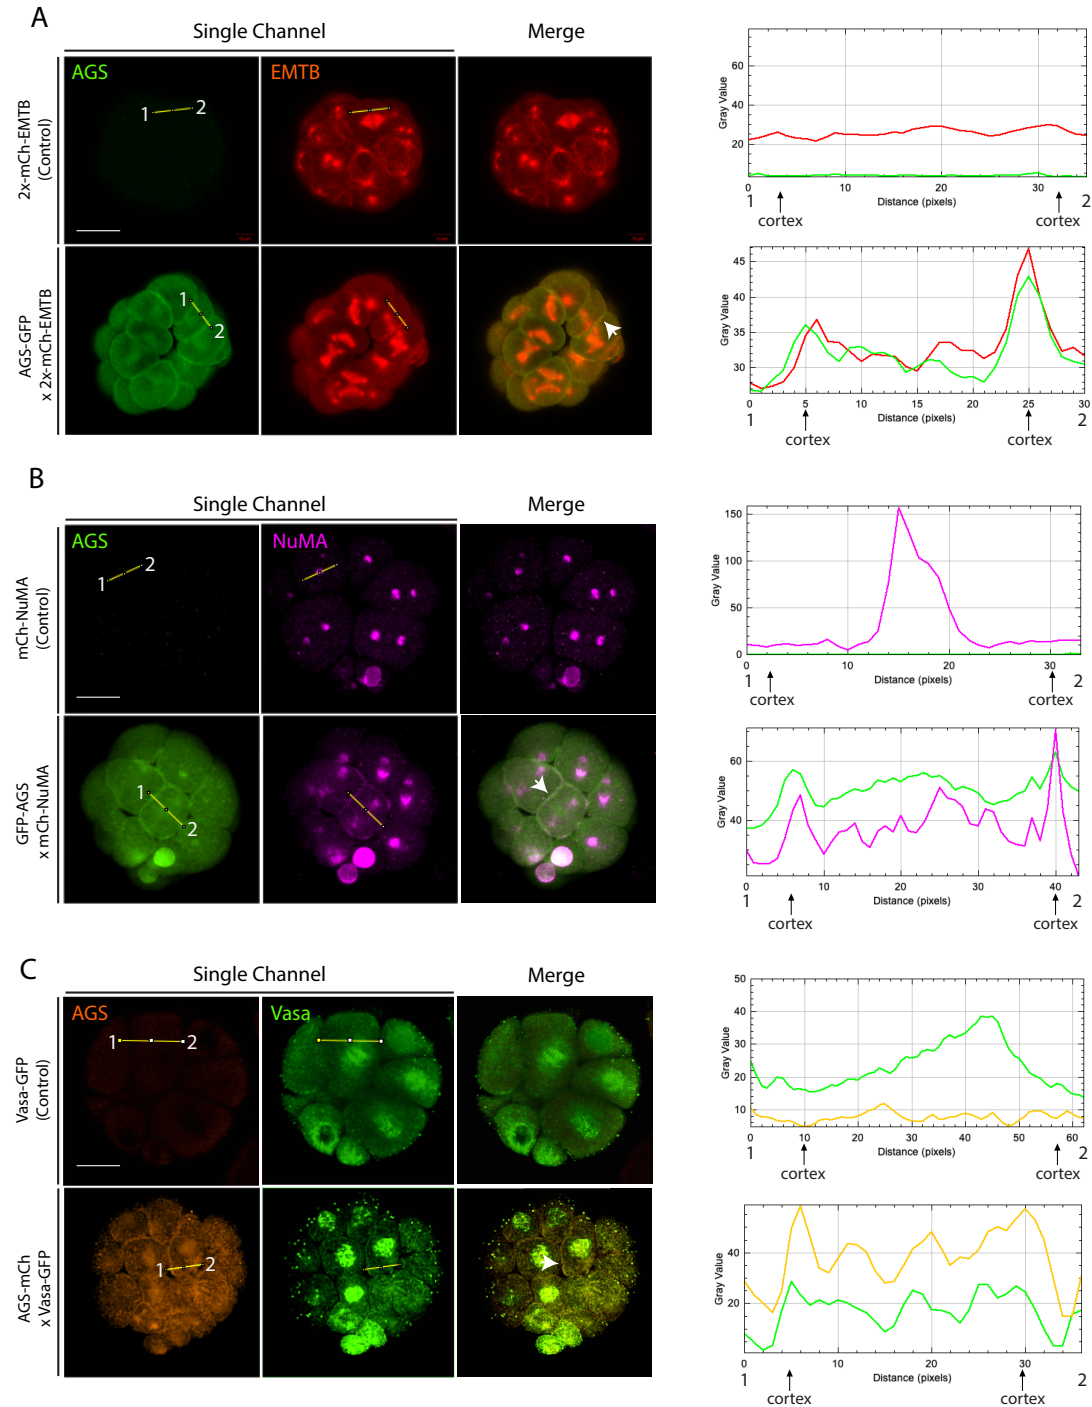 A
Single Channel
Merge
AGS
EMTB
2x-mCh-EMTB
(Control)
1
2
AGS-GFP
x 2x-mCh-EMTB
1
2
Gray Value
60
40
20
0
10
20
30
1
Distance (pixels)
2
cortex
cortex
Gray Value
45
40
35
30
0
5
10
15
20
25
30
1
Distance (pixels)
2
cortex
cortex
B
Single Channel
Merge
AGS
NuMA
mCh-NuMA
(Control)
1
2
GFP-AGS
x mCh-NuMA
1
2
Gray Value
150
100
50
0
0
10
20
30
1
Distance (pixels)
2
cortex
cortex
Gray Value
60
40
0
10
20
30
40
1
Distance (pixels)
2
cortex
cortex
C
Single Channel
Merge
AGS
Vasa
Vasa-GFP
(Control)
1
2
AGS-mCh
x Vasa-GFP
1
2
Gray Value
50
40
30
20
10
0
10
20
30
40
50
60
1
Distance (pixels)
2
cortex
cortex
Gray Value
40
20
0
10
20
30
1
Distance (pixels)
2
cortex
cortex